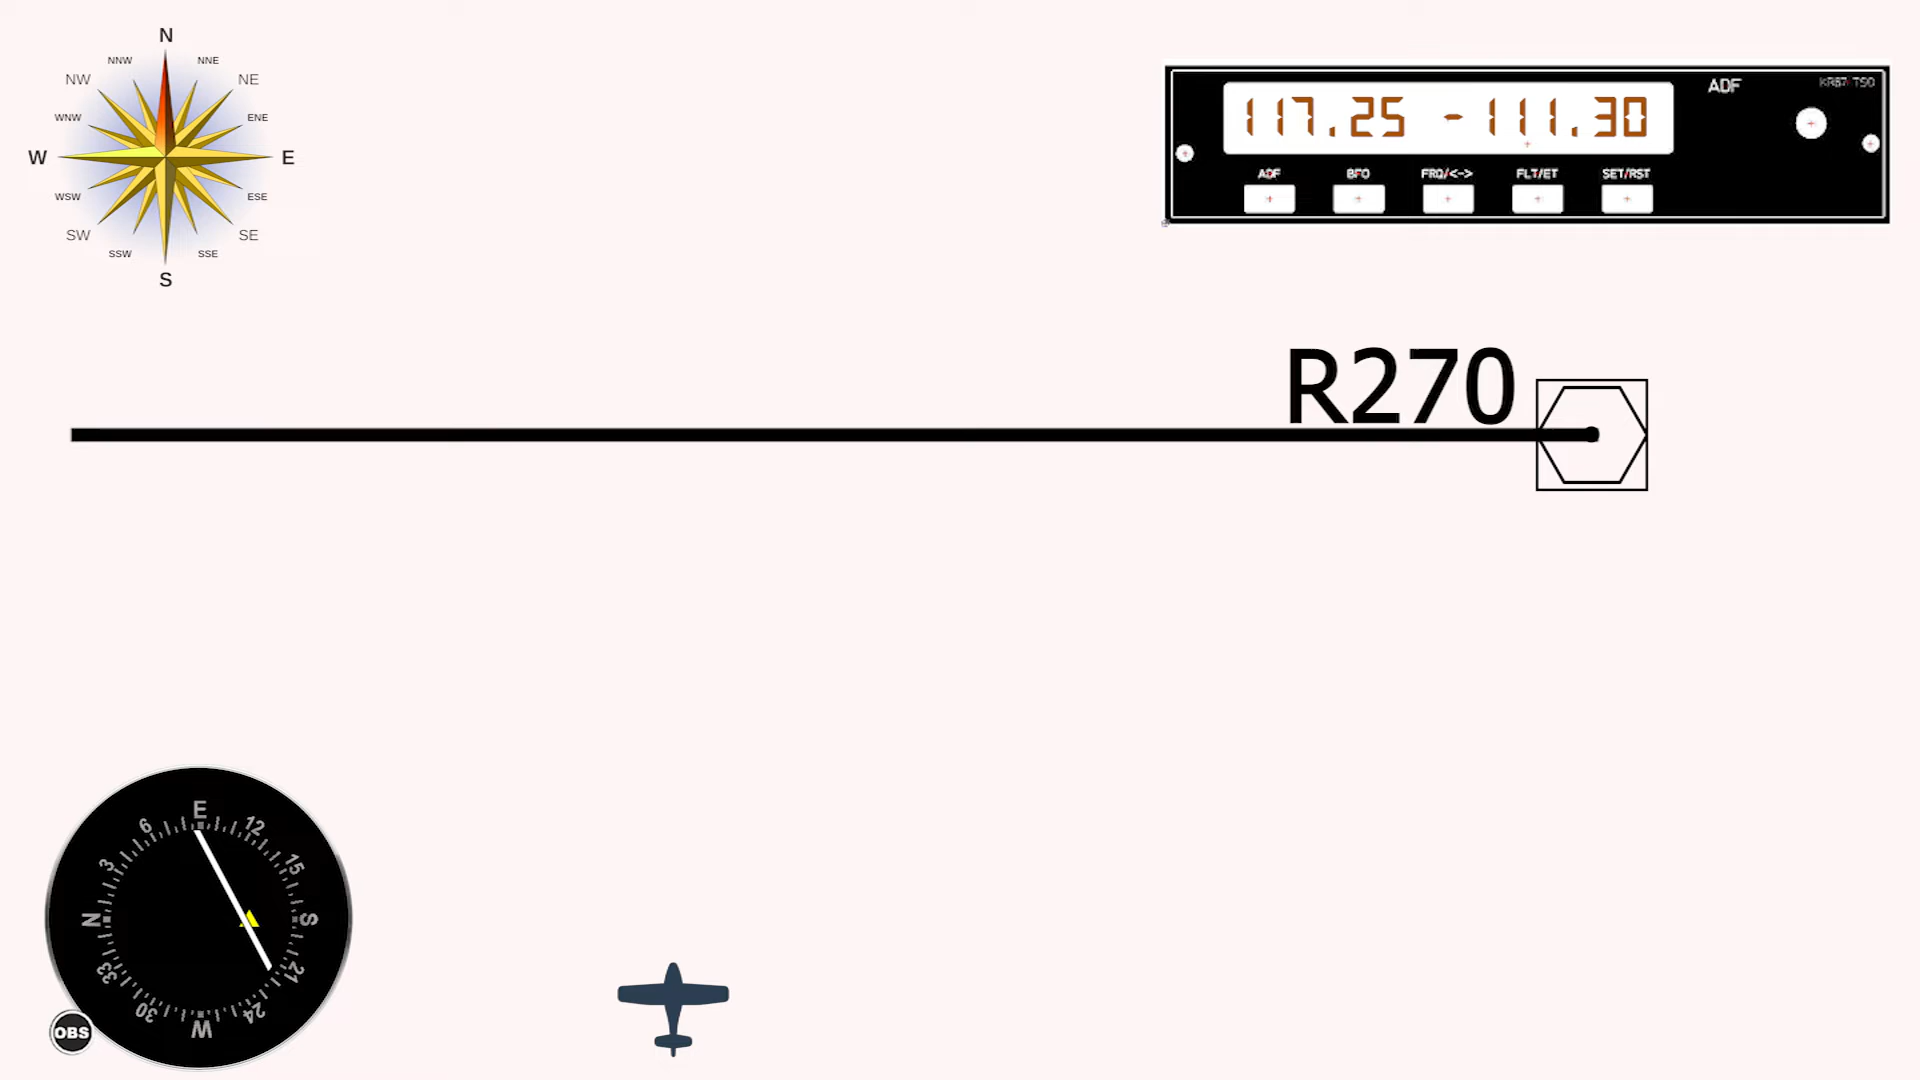 N
NNW NNE
NW NE
WNW ENE
W E
WSW ESE
SW SE
SSW SSE
S
ADF
117.25 -111.30
ADF BFO FRQ/<-> FLT/ET SET/RST
R270
E
6 12
3 15
N S
33 21
30 24
W
OBS